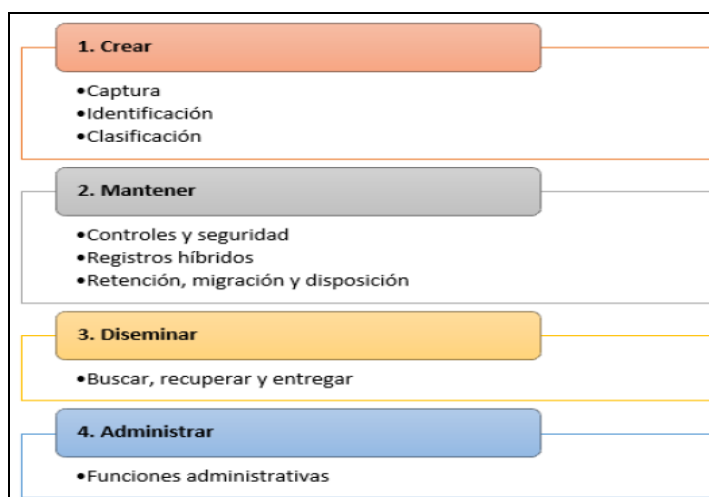 1. Crear
•Captura
•Identificación
•Clasificación
2. Mantener
•Controles y seguridad
•Registros híbridos
•Retención, migración y disposición
3. Diseminar
•Buscar, recuperar y entregar
4. Administrar
•Funciones administrativas